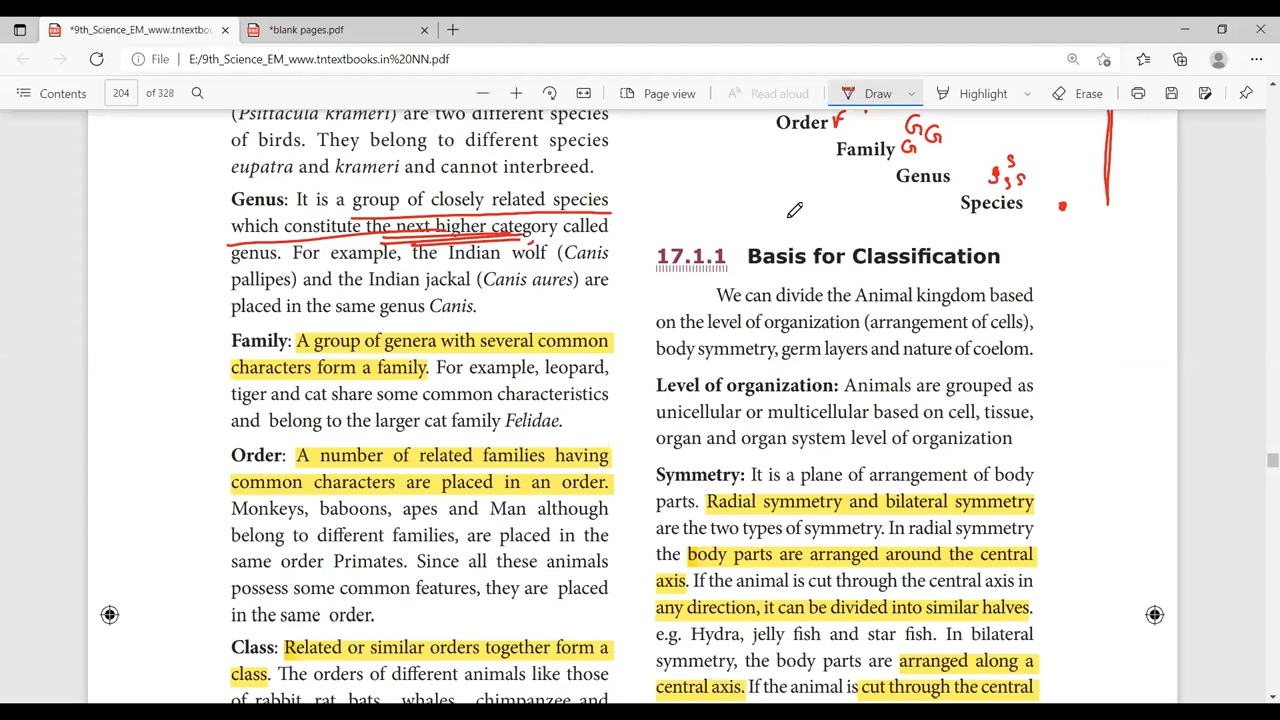 *9th_Science_EM_www.tntextboo
*blank pages.pdf
File
E:/9th_Science_EM_www.tntextbooks.in%20NN.pdf
Contents
204
of 328
Page view
Read aloud
Draw
Highlight
Erase
(Psittacula krameri) are two different species
of birds. They belong to different species
eupatra and krameri and cannot interbreed.
Genus: It is a group of closely related species
which constitute the next higher category called
genus. For example, the Indian wolf (Canis
pallipes) and the Indian jackal (Canis aures) are
placed in the same genus Canis.
Family: A group of genera with several common
characters form a family. For example, leopard,
tiger and cat share some common characteristics
and belong to the larger cat family Felidae.
Order: A number of related families having
common characters are placed in an order.
Monkeys, baboons, apes and Man although
belong to different families, are placed in the
same order Primates. Since all these animals
possess some common features, they are placed
in the same order.
Class: Related or similar orders together form a
class. The orders of different animals like those
of rabbit, rat, bats, whales, chimpanzee and
Order F
G G
Family G
S
Genus S S S
Species
17.1.1 Basis for Classification
We can divide the Animal kingdom based
on the level of organization (arrangement of cells),
body symmetry, germ layers and nature of coelom.
Level of organization: Animals are grouped as
unicellular or multicellular based on cell, tissue,
organ and organ system level of organization
Symmetry: It is a plane of arrangement of body
parts. Radial symmetry and bilateral symmetry
are the two types of symmetry. In radial symmetry
the body parts are arranged around the central
axis. If the animal is cut through the central axis in
any direction, it can be divided into similar halves.
e.g. Hydra, jelly fish and star fish. In bilateral
symmetry, the body parts are arranged along a
central axis. If the animal is cut through the central